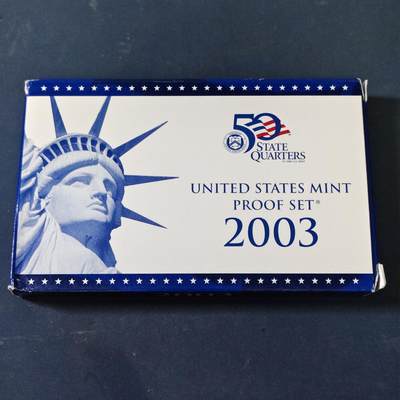 50
STATE
QUARTERS
UNITED STATES MINT
PROOF SET®
2003